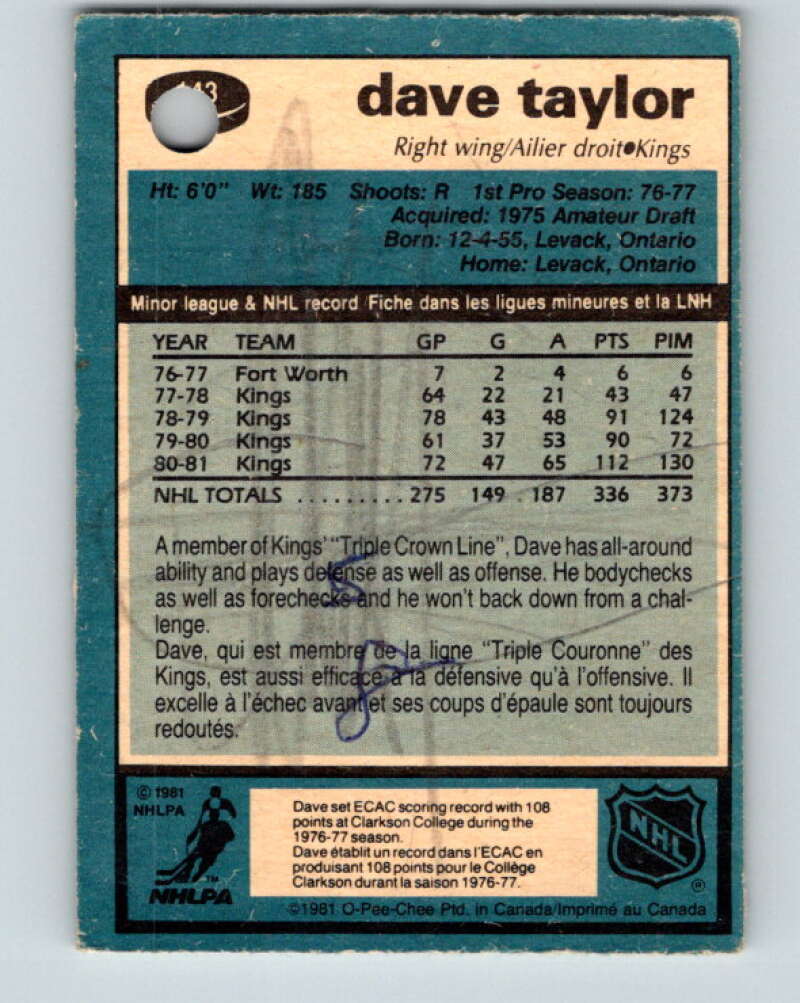 143
dave taylor
Right wing/Ailier droit●Kings
Ht: 6'0" Wt: 185 Shoots: R 1st Pro Season: 76-77
Acquired: 1975 Amateur Draft
Born: 12-4-55, Levack, Ontario
Home: Levack, Ontario
Minor league & NHL record/Fiche dans les ligues mineures et la LNH
YEAR TEAM GP G A PTS PIM
76-77 Fort Worth 7 2 4 6 6
77-78 Kings 64 22 21 43 47
78-79 Kings 78 43 48 91 124
79-80 Kings 61 37 53 90 72
80-81 Kings 72 47 65 112 130
NHL TOTALS ......... 275 149 187 336 373
A member of Kings' "Triple Crown Line", Dave has all-around
ability and plays defense as well as offense. He bodychecks
as well as forechecks and he won't back down from a chal-
lenge.
Dave, qui est membre de la ligne "Triple Couronne" des
Kings, est aussi efficace à la défensive qu'à l'offensive. Il
excelle à l'échec avant et ses coups d'épaule sont toujours
redoutés.
© 1981
NHLPA
NHLPA
TM
Dave set ECAC scoring record with 108
points at Clarkson College during the
1976-77 season.
Dave établit un record dans l'ECAC en
produisant 108 points pour le Collège
Clarkson durant la saison 1976-77.
NHL
®
©1981 O-Pee-Chee Ptd. in Canada/Imprimé au Canada